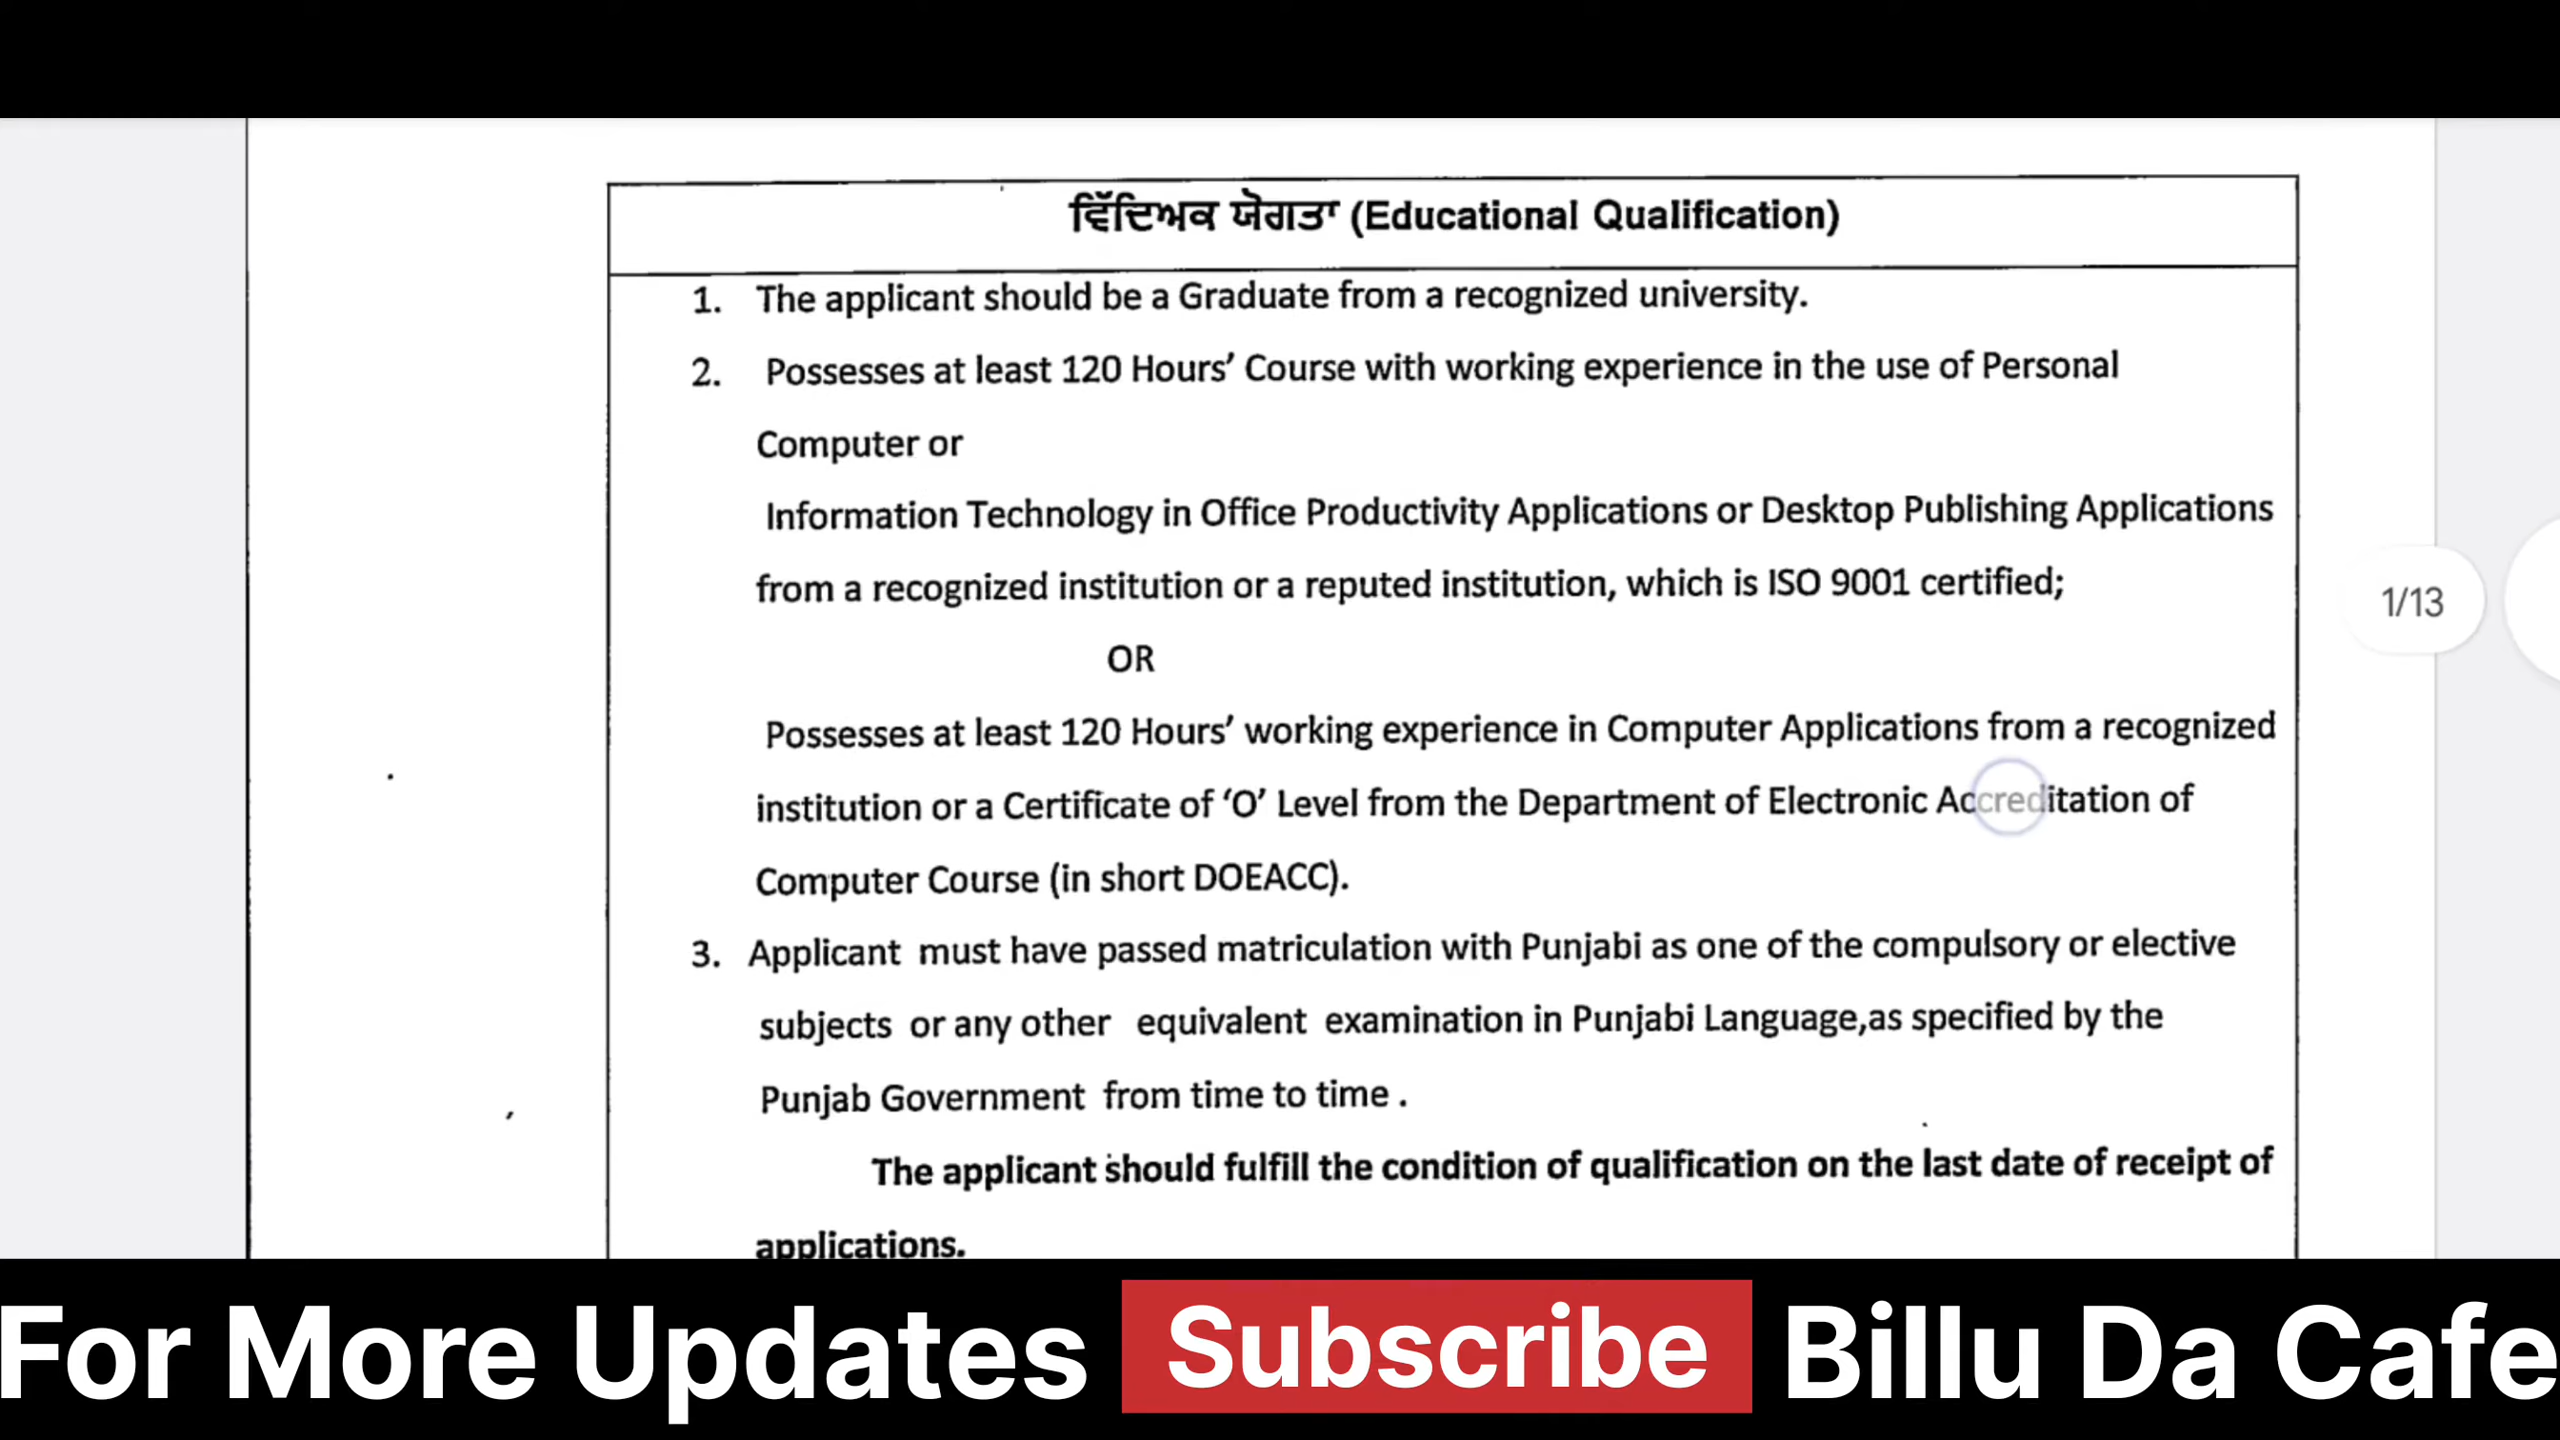 ਵਿੱਦਿਅਕ ਯੋਗਤਾ (Educational Qualification)
1. The applicant should be a Graduate from a recognized university.
2. Possesses at least 120 Hours’ Course with working experience in the use of Personal
Computer or
Information Technology in Office Productivity Applications or Desktop Publishing Applications
from a recognized institution or a reputed institution, which is ISO 9001 certified;
OR
Possesses at least 120 Hours’ working experience in Computer Applications from a recognized
institution or a Certificate of ‘O’ Level from the Department of Electronic Accreditation of
Computer Course (in short DOEACC).
3. Applicant must have passed matriculation with Punjabi as one of the compulsory or elective
subjects or any other equivalent examination in Punjabi Language,as specified by the
Punjab Government from time to time .
The applicant should fulfill the condition of qualification on the last date of receipt of
applications.
1/13
For More Updates Subscribe Billu Da Cafe